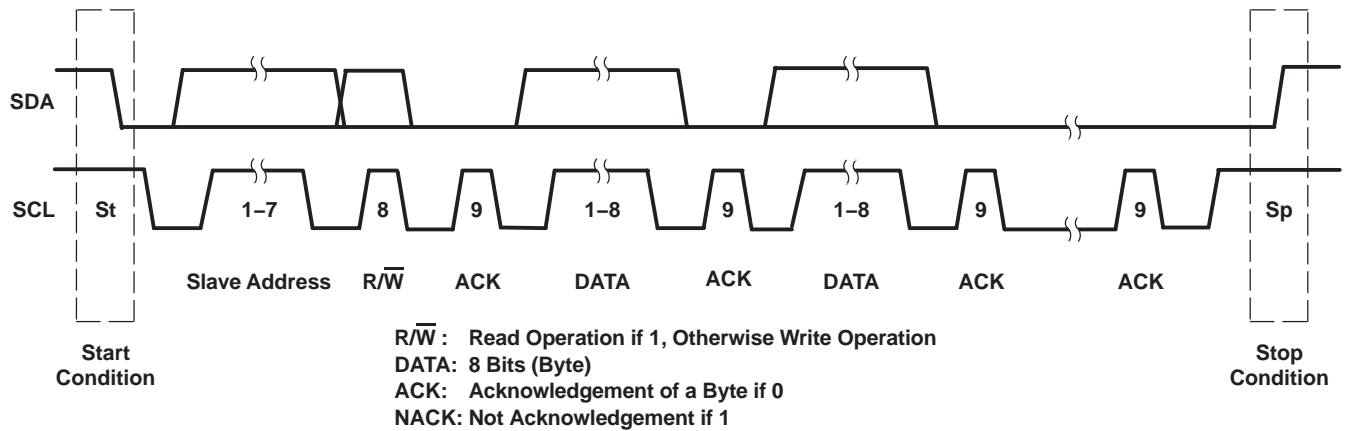 SDA
SCL St 1–7 8 9 1–8 9 1–8 9 9 Sp
Slave Address R/W̅ ACK DATA ACK DATA ACK ACK
Start
Condition
Stop
Condition
R/W̅ : Read Operation if 1, Otherwise Write Operation
DATA: 8 Bits (Byte)
ACK: Acknowledgement of a Byte if 0
NACK: Not Acknowledgement if 1